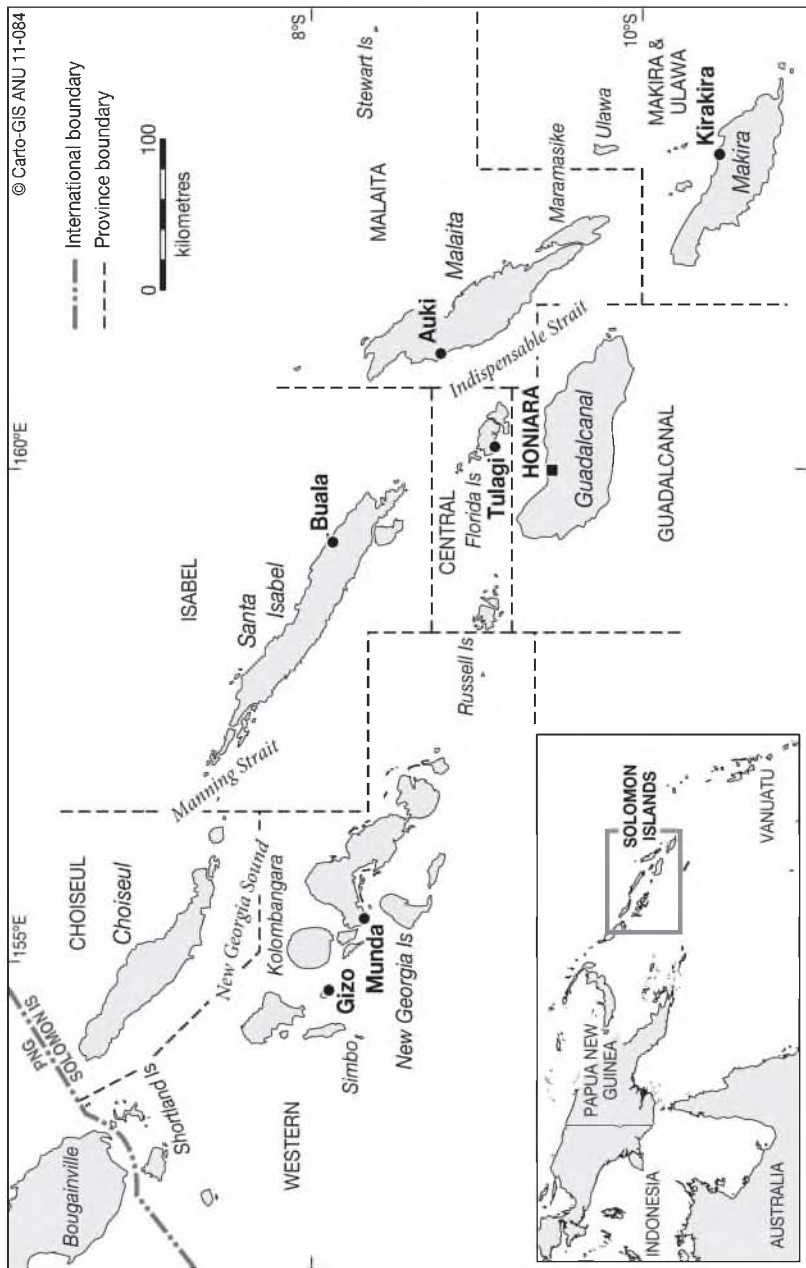 © Carto-GIS ANU 11-084
International boundary
Province boundary
0
100
kilometres
155°E
160°E
8°S
10°S
PNG
SOLOMON IS
Bougainville
Shortland Is
CHOISEUL
Choiseul
New Georgia Sound
Manning Strait
WESTERN
Kolombangara
Gizo
Simbo
Munda
New Georgia Is
ISABEL
Santa
Isabel
Buala
CENTRAL
Russell Is
Florida Is
Tulagi
HONIARA
Guadalcanal
GUADALCANAL
Indispensable Strait
MALAITA
Malaita
Auki
Maramasike
Stewart Is
Ulawa
MAKIRA &
ULAWA
Kirakira
Makira
SOLOMON
ISLANDS
PAPUA NEW
GUINEA
INDONESIA
AUSTRALIA
VANUATU